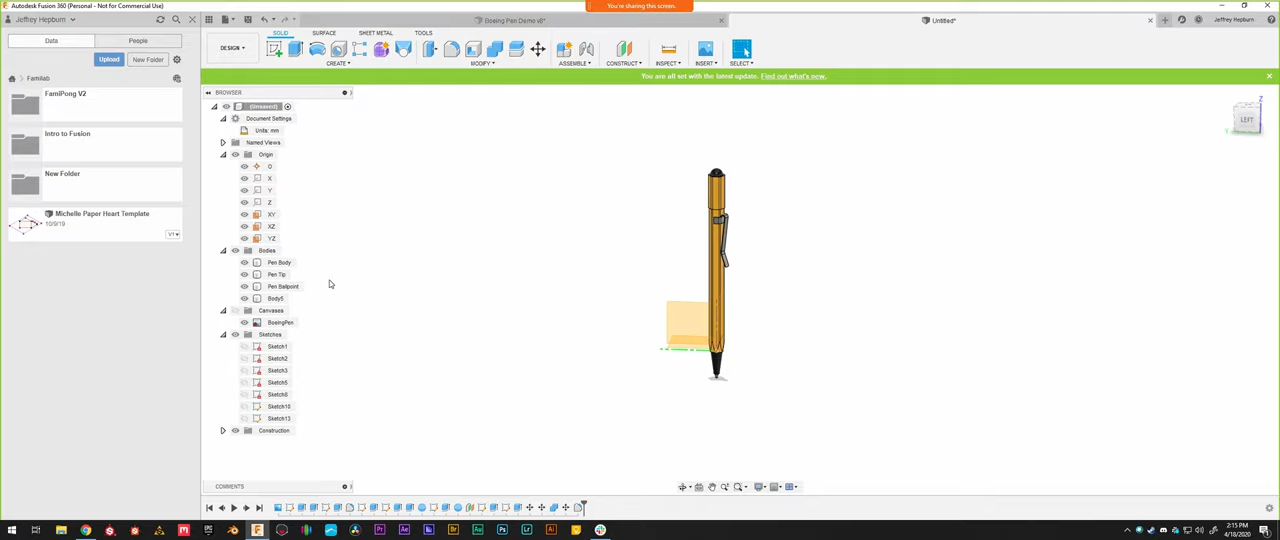 Autodesk Fusion 360 (Personal - Not for Commercial Use)
You're sharing this screen.
Jeffrey Hepburn
Boeing Pen Demo v6*
Untitled*
Jeffrey Hepburn
Data
People
SOLID
SURFACE
SHEET METAL
TOOLS
DESIGN
Upload
New Folder
CREATE
MODIFY
ASSEMBLE
CONSTRUCT
INSPECT
INSERT
SELECT
Familab
You are all set with the latest update. Find out what's new.
FamiPong V2
BROWSER
(Unsaved)
Document Settings
Units: mm
Intro to Fusion
Named Views
Origin
O
New Folder
X
Y
Z
Michelle Paper Heart Template
10/9/19
V1
XY
XZ
YZ
Bodies
Pen Body
Pen Tip
Pen Ballpoint
Body5
Canvases
BoeingPen
Sketches
Sketch1
Sketch2
Sketch3
Sketch5
Sketch8
Sketch10
Sketch13
Construction
LEFT
Z
COMMENTS
2:15 PM
4/18/2020